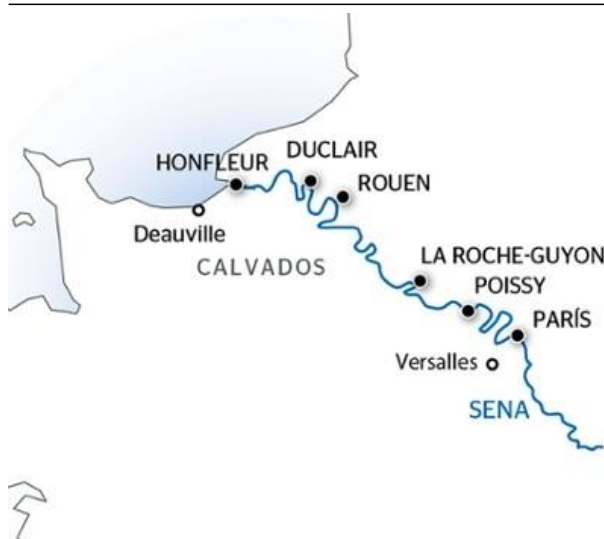 HONFLEUR
DUCLAIR
ROUEN
Deauville
CALVADOS
LA ROCHE-GUYON
POISSY
PARÍS
Versalles
SENA